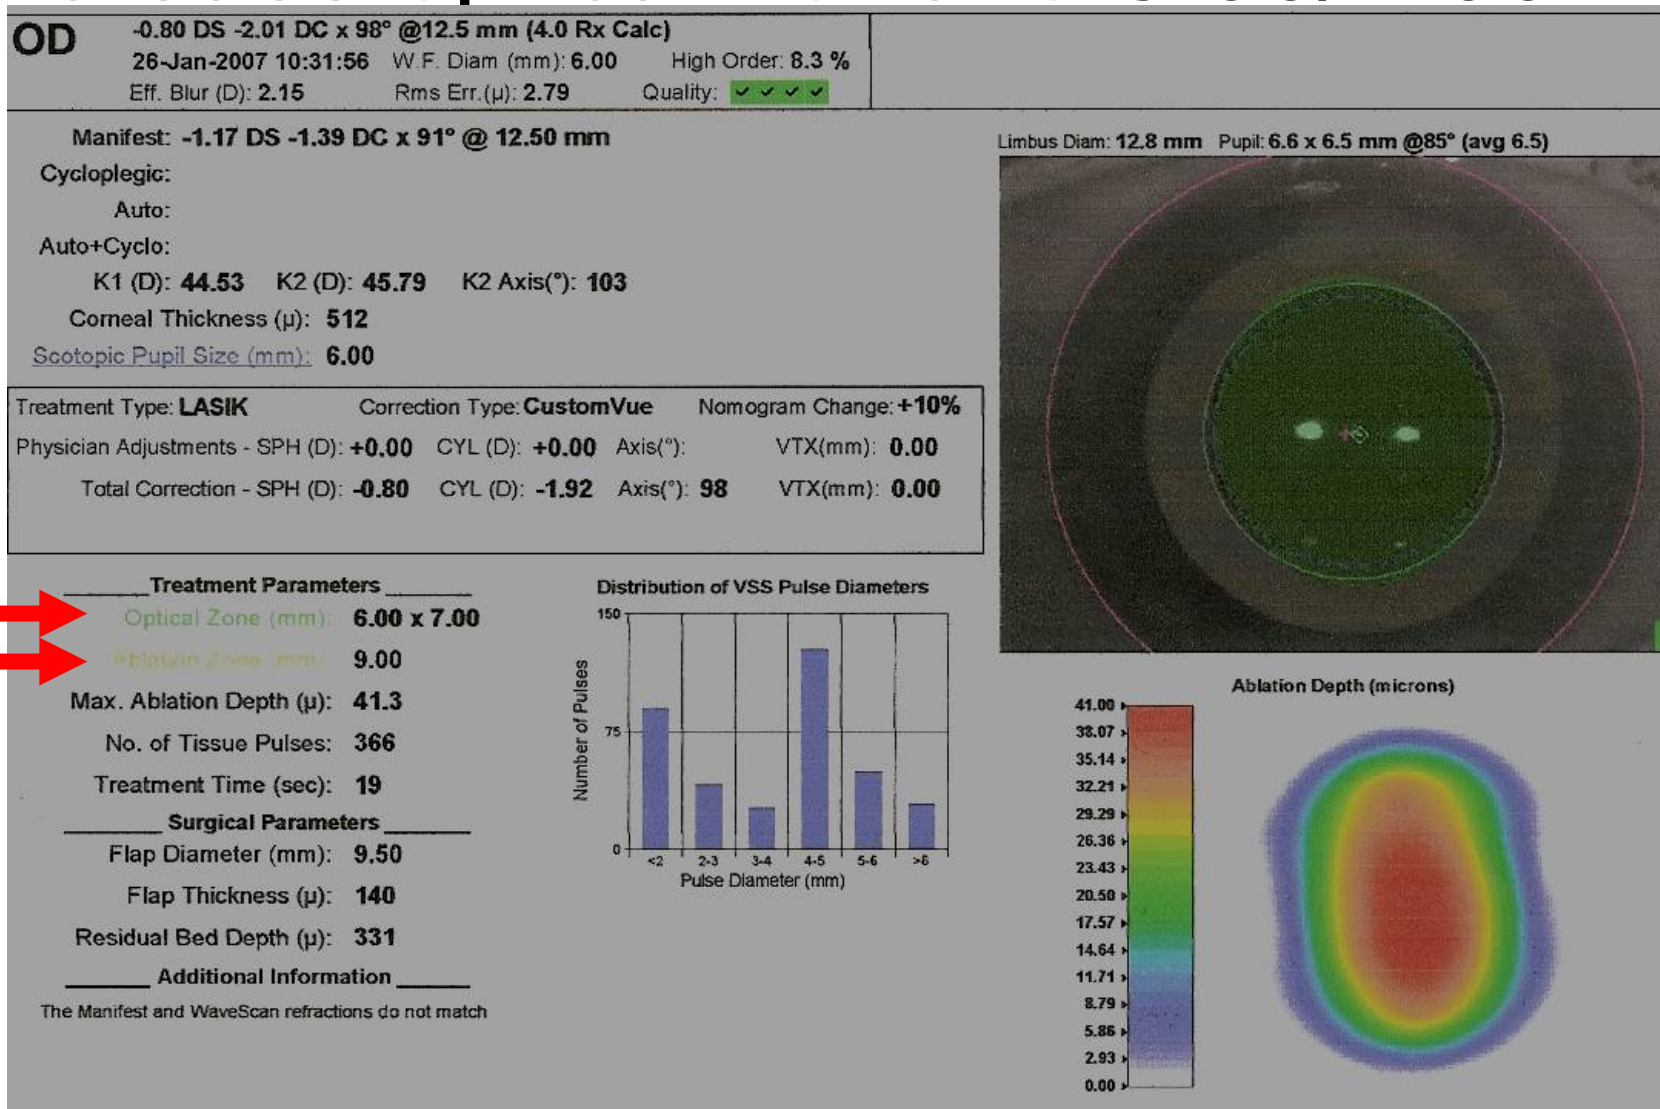 OD
-0.80 DS -2.01 DC x 98° @12.5 mm (4.0 Rx Calc)
26-Jan-2007 10:31:56 W.F. Diam (mm): 6.00 High Order: 8.3 %
Eff. Blur (D): 2.15 Rms Err.(µ): 2.79 Quality: ✓ ✓ ✓ ✓
Manifest: -1.17 DS -1.39 DC x 91° @ 12.50 mm
Cycloplegic:
Auto:
Auto+Cyclo:
K1 (D): 44.53 K2 (D): 45.79 K2 Axis(°): 103
Corneal Thickness (µ): 512
Scotopic Pupil Size (mm): 6.00
Limbus Diam: 12.8 mm Pupil: 6.6 x 6.5 mm @85° (avg 6.5)
Treatment Type: LASIK Correction Type: CustomVue Nomogram Change: +10%
Physician Adjustments - SPH (D): +0.00 CYL (D): +0.00 Axis(°): VTX(mm): 0.00
Total Correction - SPH (D): -0.80 CYL (D): -1.92 Axis(°): 98 VTX(mm): 0.00
Treatment Parameters
Optical Zone (mm): 6.00 x 7.00
Ablation Zone (mm): 9.00
Max. Ablation Depth (µ): 41.3
No. of Tissue Pulses: 366
Treatment Time (sec): 19
Surgical Parameters
Flap Diameter (mm): 9.50
Flap Thickness (µ): 140
Residual Bed Depth (µ): 331
Additional Information
The Manifest and WaveScan refractions do not match
Distribution of VSS Pulse Diameters
Number of Pulses
150
75
0
<2 2-3 3-4 4-5 5-6 >6
Pulse Diameter (mm)
Ablation Depth (microns)
41.00
38.07
35.14
32.21
29.29
26.36
23.43
20.50
17.57
14.64
11.71
8.79
5.86
2.93
0.00